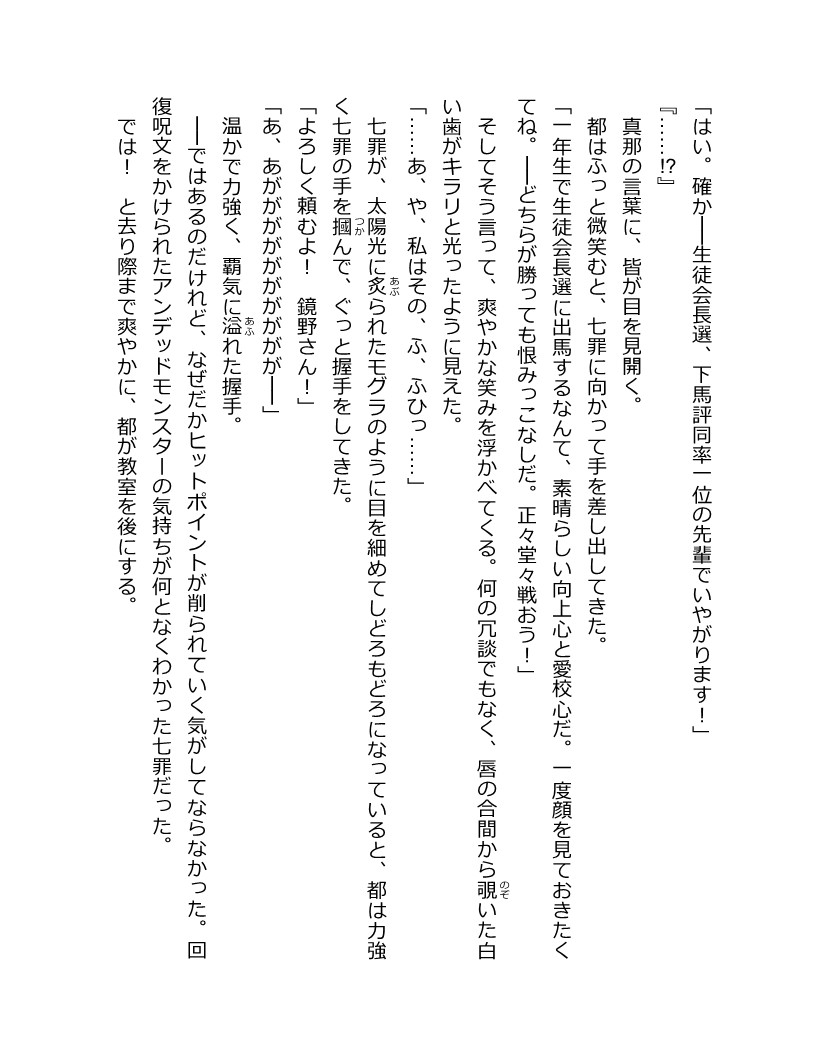 「はい。確か――生徒会長選、下馬評同率一位の先輩でいやがります！」
『……!?』
真那の言葉に、皆が目を見開く。
都はふっと微笑むと、七罪に向かって手を差し出してきた。
「一年生で生徒会長選に出馬するなんて、素晴らしい向上心と愛校心だ。一度顔を見ておきたく
てね。――どちらが勝っても恨みっこなしだ。正々堂々戦おう！」
そしてそう言って、爽やかな笑みを浮かべてくる。何の冗談でもなく、唇の合間から覗のぞいた白
い歯がキラリと光ったように見えた。
「……あ、や、私はその、ふ、ふひっ……」
七罪が、太陽光に炙あぶられたモグラのように目を細めてしどろもどろになっていると、都は力強
く七罪の手を摑つかんで、ぐっと握手をしてきた。
「よろしく頼むよ！　鏡野さん！」
「あ、あががががががががががが――」
温かで力強く、覇気に溢あふれた握手。
――ではあるのだけれど、なぜだかヒットポイントが削られていく気がしてならなかった。回
復呪文をかけられたアンデッドモンスターの気持ちが何となくわかった七罪だった。
では！　と去り際まで爽やかに、都が教室を後にする。